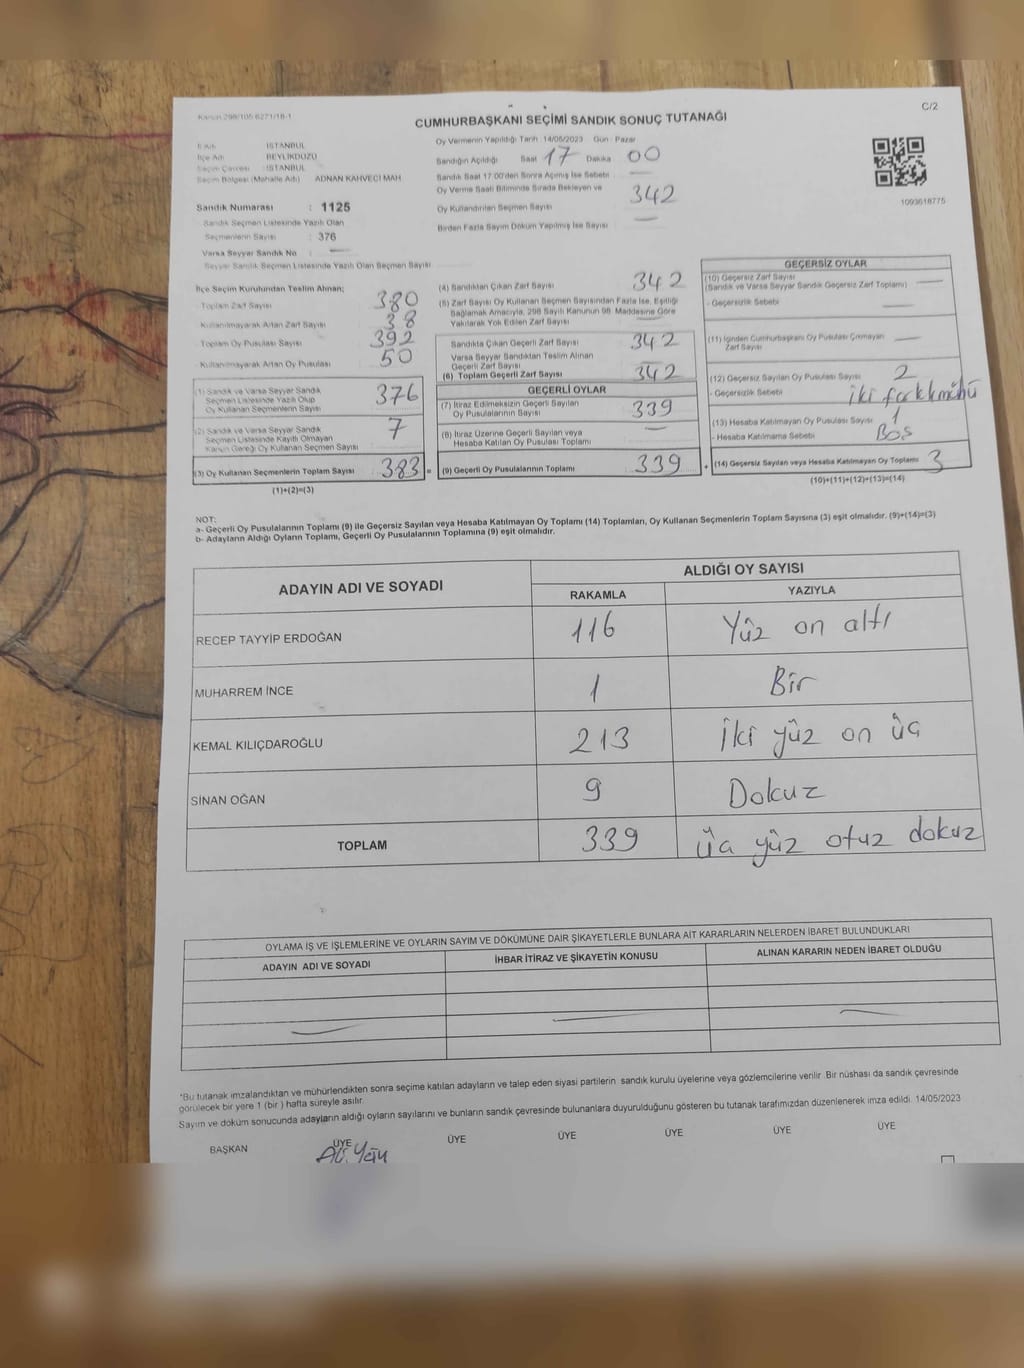 Kanun 298/105 6271/18-1
C/2
CUMHURBAŞKANI SEÇİMİ SANDIK SONUÇ TUTANAĞI
İl Adı : İSTANBUL
İlçe Adı : BEYLİKDÜZÜ
Seçim Çevresi : İSTANBUL
Seçim Bölgesi (Mahalle Adı) ADNAN KAHVECİ MAH
Sandık Numarası : 1125
Sandık Seçmen Listesinde Yazılı Olan
Seçmenlerin Sayısı : 376
Varsa Seyyar Sandık No :
Seyyar Sandık Seçmen Listesinde Yazılı Olan Seçmen Sayısı
Oy Vermenin Yapıldığı Tarih :14/05/2023 Gün : Pazar
Sandığın Açıldığı Saat 17 Dakika 00
Sandık Saat 17:00'den Sonra Açılmış İse Sebebi
Oy Verme Saati Bitiminde Sırada Bekleyen ve
Oy Kullandırılan Seçmen Sayısı 342
Birden Fazla Sayım Döküm Yapılmış İse Sayısı
1093618775
İlçe Seçim Kurulundan Teslim Alınan;
Toplam Zarf Sayısı 380
Kullanılmayarak Artan Zarf Sayısı 38
Toplam Oy Pusulası Sayısı 392
Kullanılmayarak Artan Oy Pusulası 50
(1) Sandık ve Varsa Seyyar Sandık
Seçmen Listesinde Yazılı Olup
Oy Kullanan Seçmenlerin Sayısı 376
(2) Sandık ve Varsa Seyyar Sandık
Seçmen Listesinde Kayıtlı Olmayan
Kanun Gereği Oy Kullanan Seçmen Sayısı 7
(3) Oy Kullanan Seçmenlerin Toplam Sayısı 383 =
(1)+(2)=(3)
(4) Sandıktan Çıkan Zarf Sayısı 342
(5) Zarf Sayısı Oy Kullanan Seçmen Sayısından Fazla İse, Eşitliği
Bağlamak Amacıyla, 298 Sayılı Kanunun 98. Maddesine Göre
Yakılarak Yok Edilen Zarf Sayısı
Sandıkta Çıkan Geçerli Zarf Sayısı 342
Varsa Seyyar Sandıktan Teslim Alınan
Geçerli Zarf Sayısı
(6) Toplam Geçerli Zarf Sayısı 342
GEÇERLİ OYLAR
(7) İtiraz Edilmeksizin Geçerli Sayılan
Oy Pusulalarının Sayısı 339
(8) İtiraz Üzerine Geçerli Sayılan veya
Hesaba Katılan Oy Pusulası Toplamı
(9) Geçerli Oy Pusulalarının Toplamı 339 +
GEÇERSİZ OYLAR
(10) Geçersiz Zarf Sayısı
(Sandık ve Varsa Seyyar Sandık Geçersiz Zarf Toplamı)
- Geçersizlik Sebebi
(11) İçinden Cumhurbaşkanı Oy Pusulası Çıkmayan
Zarf Sayısı
(12) Geçersiz Sayılan Oy Pusulası Sayısı 2
- Geçersizlik Sebebi iki farklı mühü
(13) Hesaba Katılmayan Oy Pusulası Sayısı 1
- Hesaba Katılmama Sebebi Boş
(14) Geçersiz Sayılan veya Hesaba Katılmayan Oy Toplamı 3
(10)+(11)+(12)+(13)=(14)
NOT:
a- Geçerli Oy Pusulalarının Toplamı (9) ile Geçersiz Sayılan veya Hesaba Katılmayan Oy Toplamı (14) Toplamları, Oy Kullanan Seçmenlerin Toplam Sayısına (3) eşit olmalıdır. (9)+(14)=(3)
b- Adayların Aldığı Oyların Toplamı, Geçerli Oy Pusulalarının Toplamına (9) eşit olmalıdır.
ADAYIN ADI VE SOYADI
ALDIĞI OY SAYISI
RAKAMLA YAZIYLA
RECEP TAYYİP ERDOĞAN 116 Yüz on altı
MUHARREM İNCE 1 Bir
KEMAL KILIÇDAROĞLU 213 İki yüz on üç
SİNAN OĞAN 9 Dokuz
TOPLAM 339 üç yüz otuz dokuz
OYLAMA İŞ VE İŞLEMLERİNE VE OYLARIN SAYIM VE DÖKÜMÜNE DAİR ŞİKAYETLERLE BUNLARA AİT KARARLARIN NELERDEN İBARET BULUNDUKLARI
ADAYIN ADI VE SOYADI İHBAR İTİRAZ VE ŞİKAYETİN KONUSU ALINAN KARARIN NEDEN İBARET OLDUĞU
*Bu tutanak imzalandıktan ve mühürlendikten sonra seçime katılan adayların ve talep eden siyasi partilerin sandık kurulu üyelerine veya gözlemcilerine verilir. Bir nüshası da sandık çevresinde
görülecek bir yere 1 (bir ) hafta süreyle asılır.
Sayım ve döküm sonucunda adayların aldığı oyların sayılarını ve bunların sandık çevresinde bulunanlara duyurulduğunu gösteren bu tutanak tarafımızdan düzenlenerek imza edildi. 14/05/2023
BAŞKAN ÜYE ÜYE ÜYE ÜYE ÜYE ÜYE